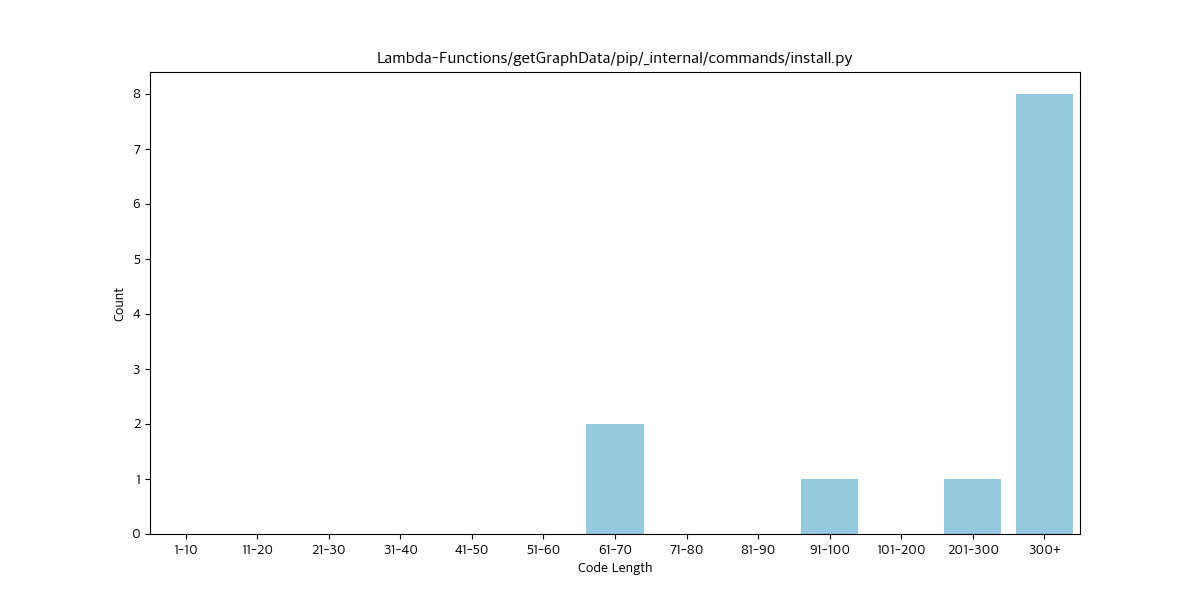 Lambda-Functions/getGraphData/pip/_internal/commands/install.py
8
7
6
5
4
3
2
1
0
Count
1-10 11-20 21-30 31-40 41-50 51-60 61-70 71-80 81-90 91-100 101-200 201-300 300+
Code Length